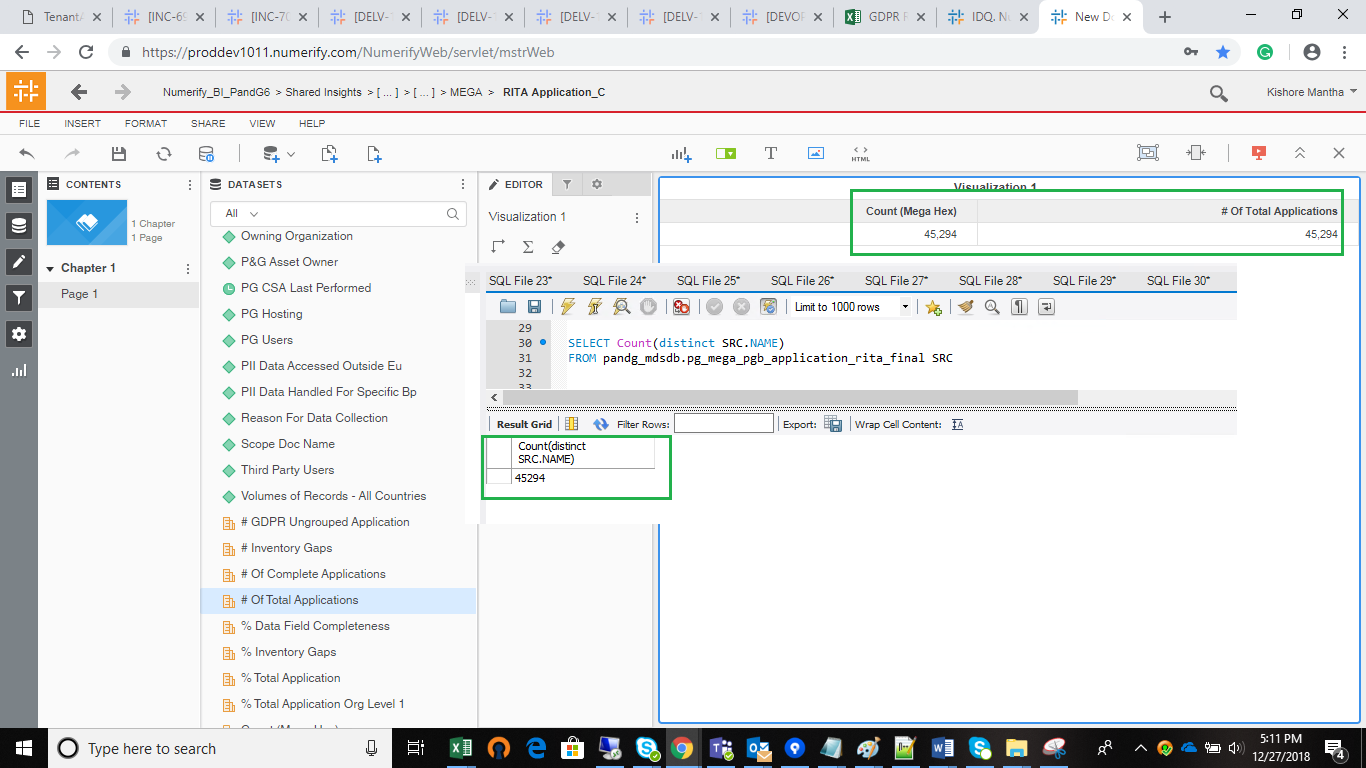 TenantA
[INC-69
[INC-70
[DELV-1
[DELV-1
[DELV-1
[DELV-1
[DEVOP
GDPR F
IDQ. Nu
New Do
https://proddev1011.numerify.com/NumerifyWeb/servlet/mstrWeb
Numerify_BI_PandG6 > Shared Insights > [ ... ] > [ ... ] > MEGA > RITA Application_C
Kishore Mantha
FILE INSERT FORMAT SHARE VIEW HELP
HTML
CONTENTS
1 Chapter
1 Page
Chapter 1
Page 1
DATASETS
All
Owning Organization
P&G Asset Owner
PG CSA Last Performed
PG Hosting
PG Users
PII Data Accessed Outside Eu
PII Data Handled For Specific Bp
Reason For Data Collection
Scope Doc Name
Third Party Users
Volumes of Records - All Countries
# GDPR Ungrouped Application
# Inventory Gaps
# Of Complete Applications
# Of Total Applications
% Data Field Completeness
% Inventory Gaps
% Total Application
% Total Application Org Level 1
EDITOR
Visualization 1
Visualization 1
Count (Mega Hex) # Of Total Applications
45,294 45,294
SQL File 23* SQL File 24* SQL File 25* SQL File 26* SQL File 27* SQL File 28* SQL File 29* SQL File 30*
Limit to 1000 rows
29
30 SELECT Count(distinct SRC.NAME)
31 FROM pandg_mdsdb.pg_mega_pgb_application_rita_final SRC
32
33
Result Grid Filter Rows: Export: Wrap Cell Content:
Count(distinct
SRC.NAME)
45294
Type here to search
5:11 PM
12/27/2018
4